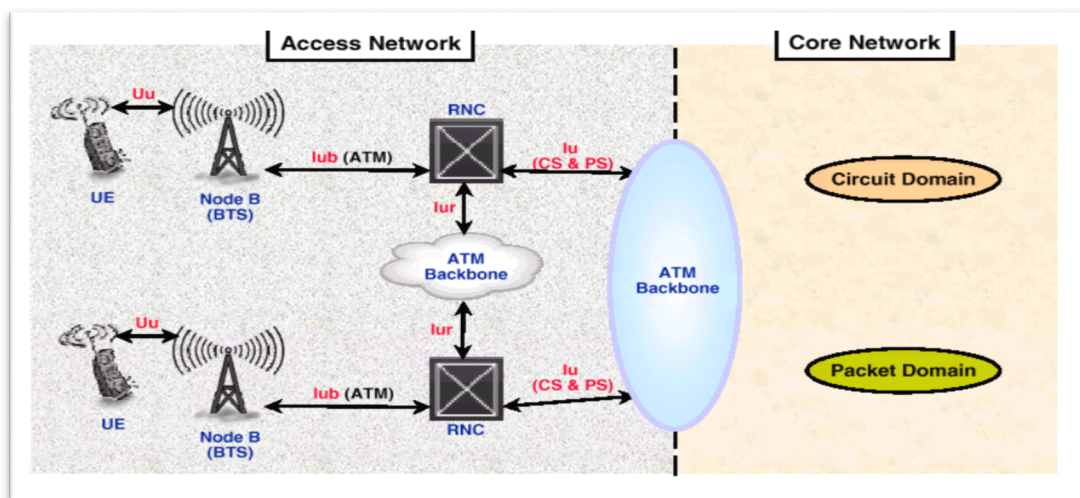 Access Network
Core Network
Uu
UE
Node B
(BTS)
Iub (ATM)
RNC
Iu
(CS & PS)
Iur
ATM
Backbone
Iur
ATM
Backbone
Circuit Domain
Packet Domain
Uu
UE
Node B
(BTS)
Iub (ATM)
RNC
Iu
(CS & PS)